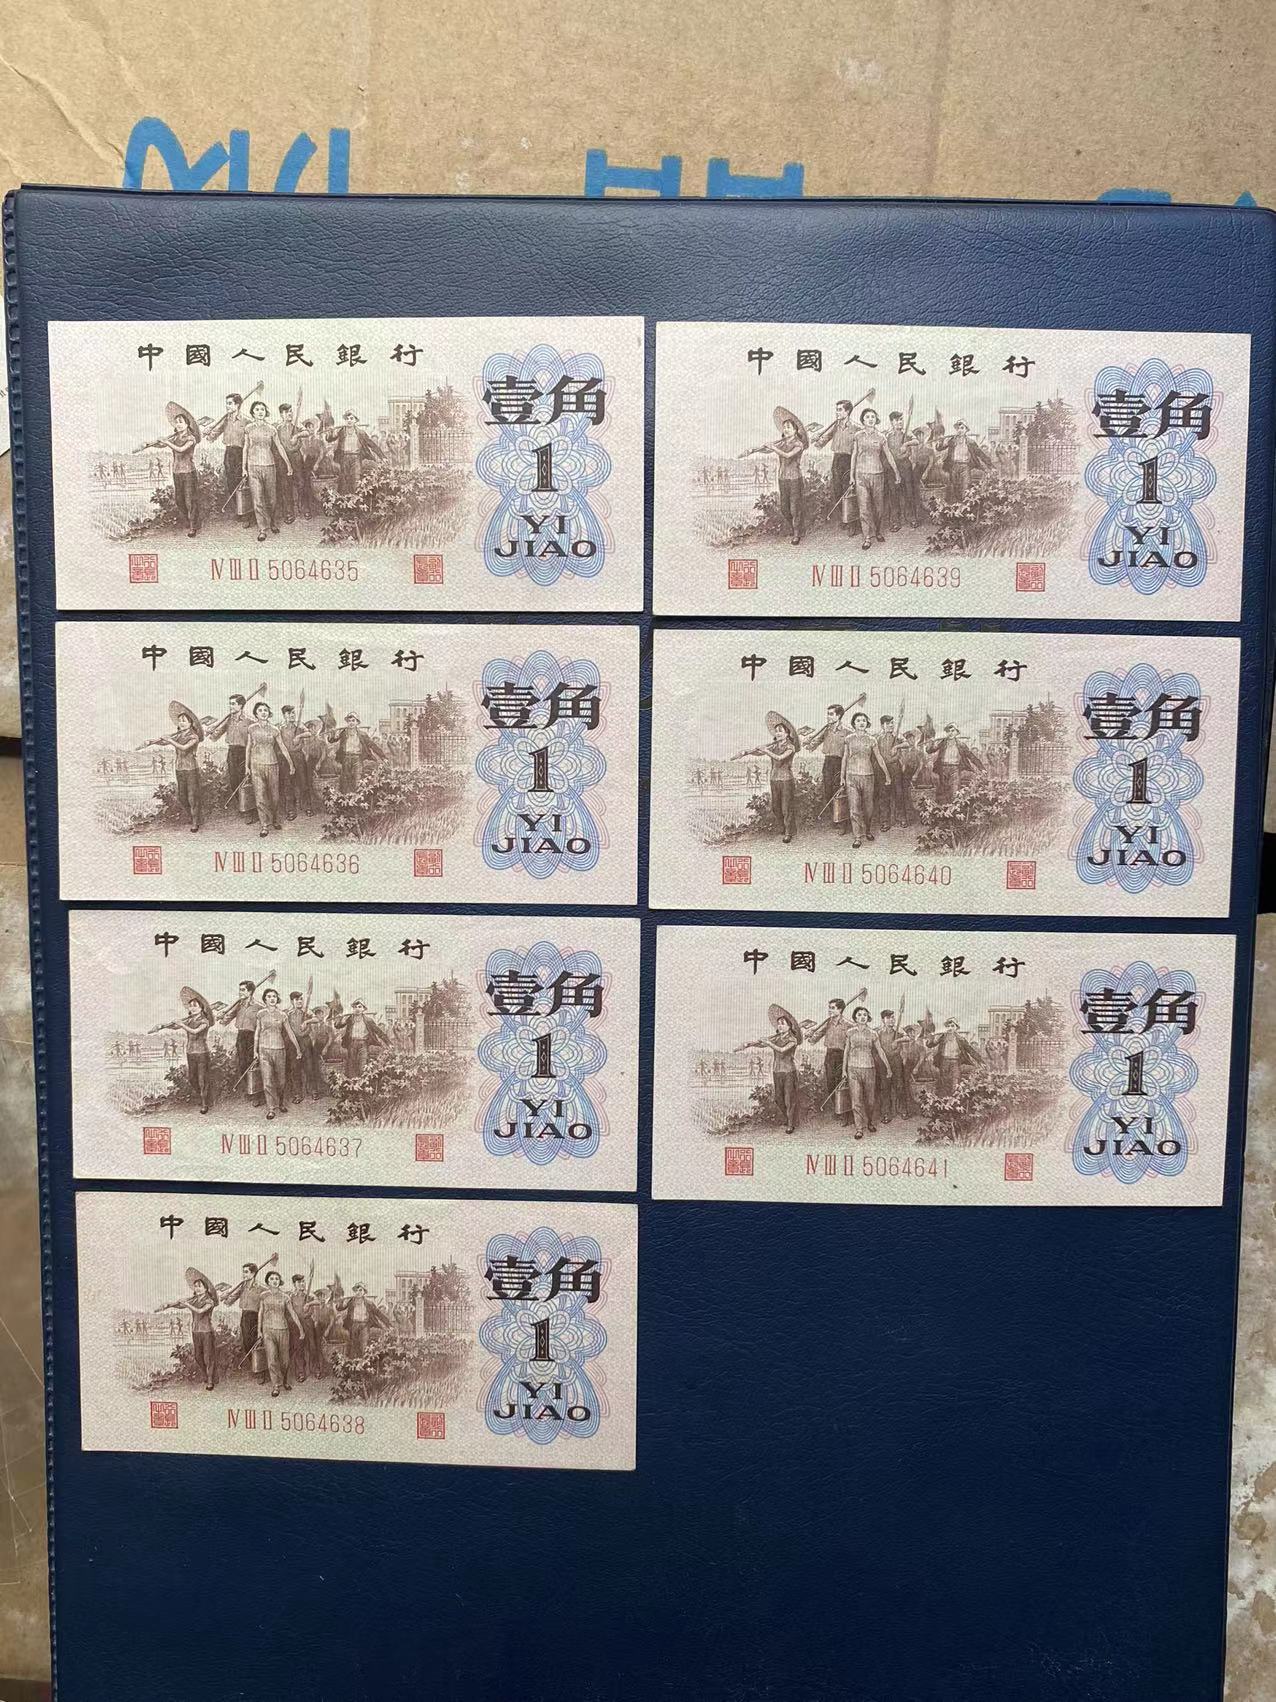 中國人民銀行
壹角
1
YI
JIAO
Ⅳ Ⅲ Ⅱ 5064635
中國人民銀行
壹角
1
YI
JIAO
Ⅳ Ⅲ Ⅱ 5064639
中國人民銀行
壹角
1
YI
JIAO
Ⅳ Ⅲ Ⅱ 5064636
中國人民銀行
壹角
1
YI
JIAO
Ⅳ Ⅲ Ⅱ 5064640
中國人民銀行
壹角
1
YI
JIAO
Ⅳ Ⅲ Ⅱ 5064637
中國人民銀行
壹角
1
YI
JIAO
Ⅳ Ⅲ Ⅱ 5064641
中國人民銀行
壹角
1
YI
JIAO
Ⅳ Ⅲ Ⅱ 5064638